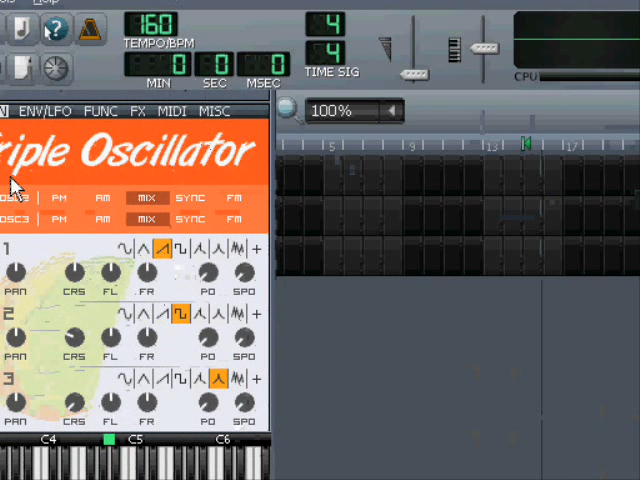 Help
160
TEMPO/BPM
0 0 0
MIN SEC MSEC
4
4
TIME SIG
CPU
ENV/LFO FUNC FX MIDI MISC
100%
Triple Oscillator
5 9 13 17
OSC3 PM AM MIX SYNC FM
OSC3 PM AM MIX SYNC FM
1
PAN CRS FL FR PO SPO
2
PAN CRS FL FR PO SPO
3
PAN CRS FL FR PO SPO
C4 C5 C6